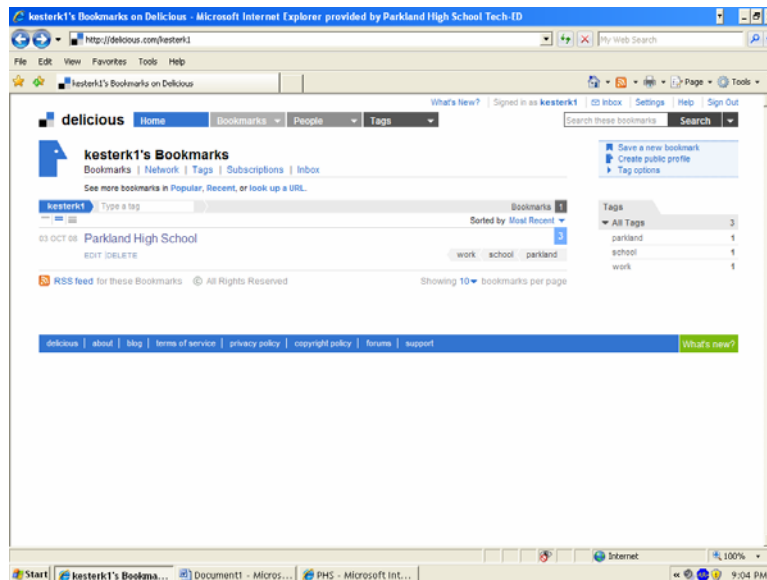 kesterk1's Bookmarks on Delicious - Microsoft Internet Explorer provided by Parkland High School Tech-ED
http://delicious.com/kesterk1
My Web Search
File Edit View Favorites Tools Help
kesterk1's Bookmarks on Delicious
Page Tools
What's New? Signed in as kesterk1 Inbox Settings Help Sign Out
delicious Home Bookmarks People Tags Search these bookmarks Search
kesterk1's Bookmarks
Bookmarks | Network | Tags | Subscriptions | Inbox
See more bookmarks in Popular, Recent, or look up a URL.
Save a new bookmark
Create public profile
Tag options
kesterk1 Type a tag Bookmarks 1
Sorted by Most Recent
03 OCT 08 Parkland High School 3
EDIT | DELETE work school parkland
RSS feed for these Bookmarks © All Rights Reserved Showing 10 bookmarks per page
Tags
All Tags 3
parkland 1
school 1
work 1
delicious | about | blog | terms of service | privacy policy | copyright policy | forums | support What's new?
Internet 100%
Start kesterk1's Bookma... Document1 - Micros... PHS - Microsoft Int... 9:04 PM